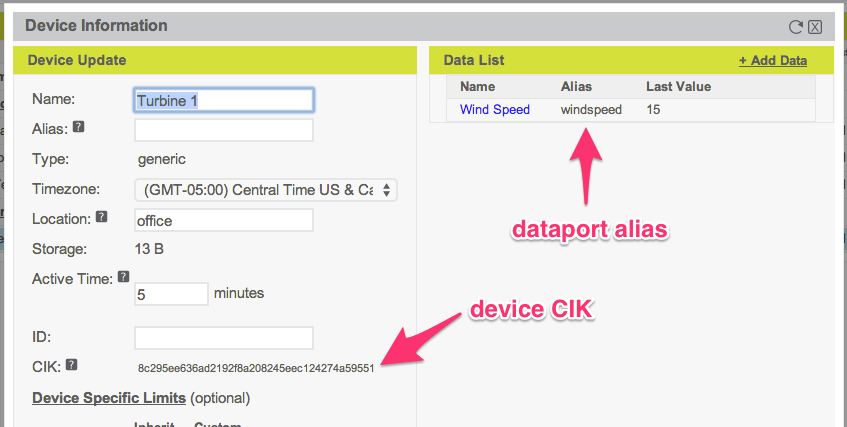 Device Information
Device Update
Name: Turbine 1
Alias: ?
Type: generic
Timezone: (GMT-05:00) Central Time US & Ca
Location: ? office
Storage: 13 B
Active Time: ? 5 minutes
ID:
CIK: ? 8c295ee636ad2192f8a208245eec124274a59551
Device Specific Limits (optional)
Inherit Custom
Data List + Add Data
Name Alias Last Value
Wind Speed windspeed 15
dataport alias
device CIK